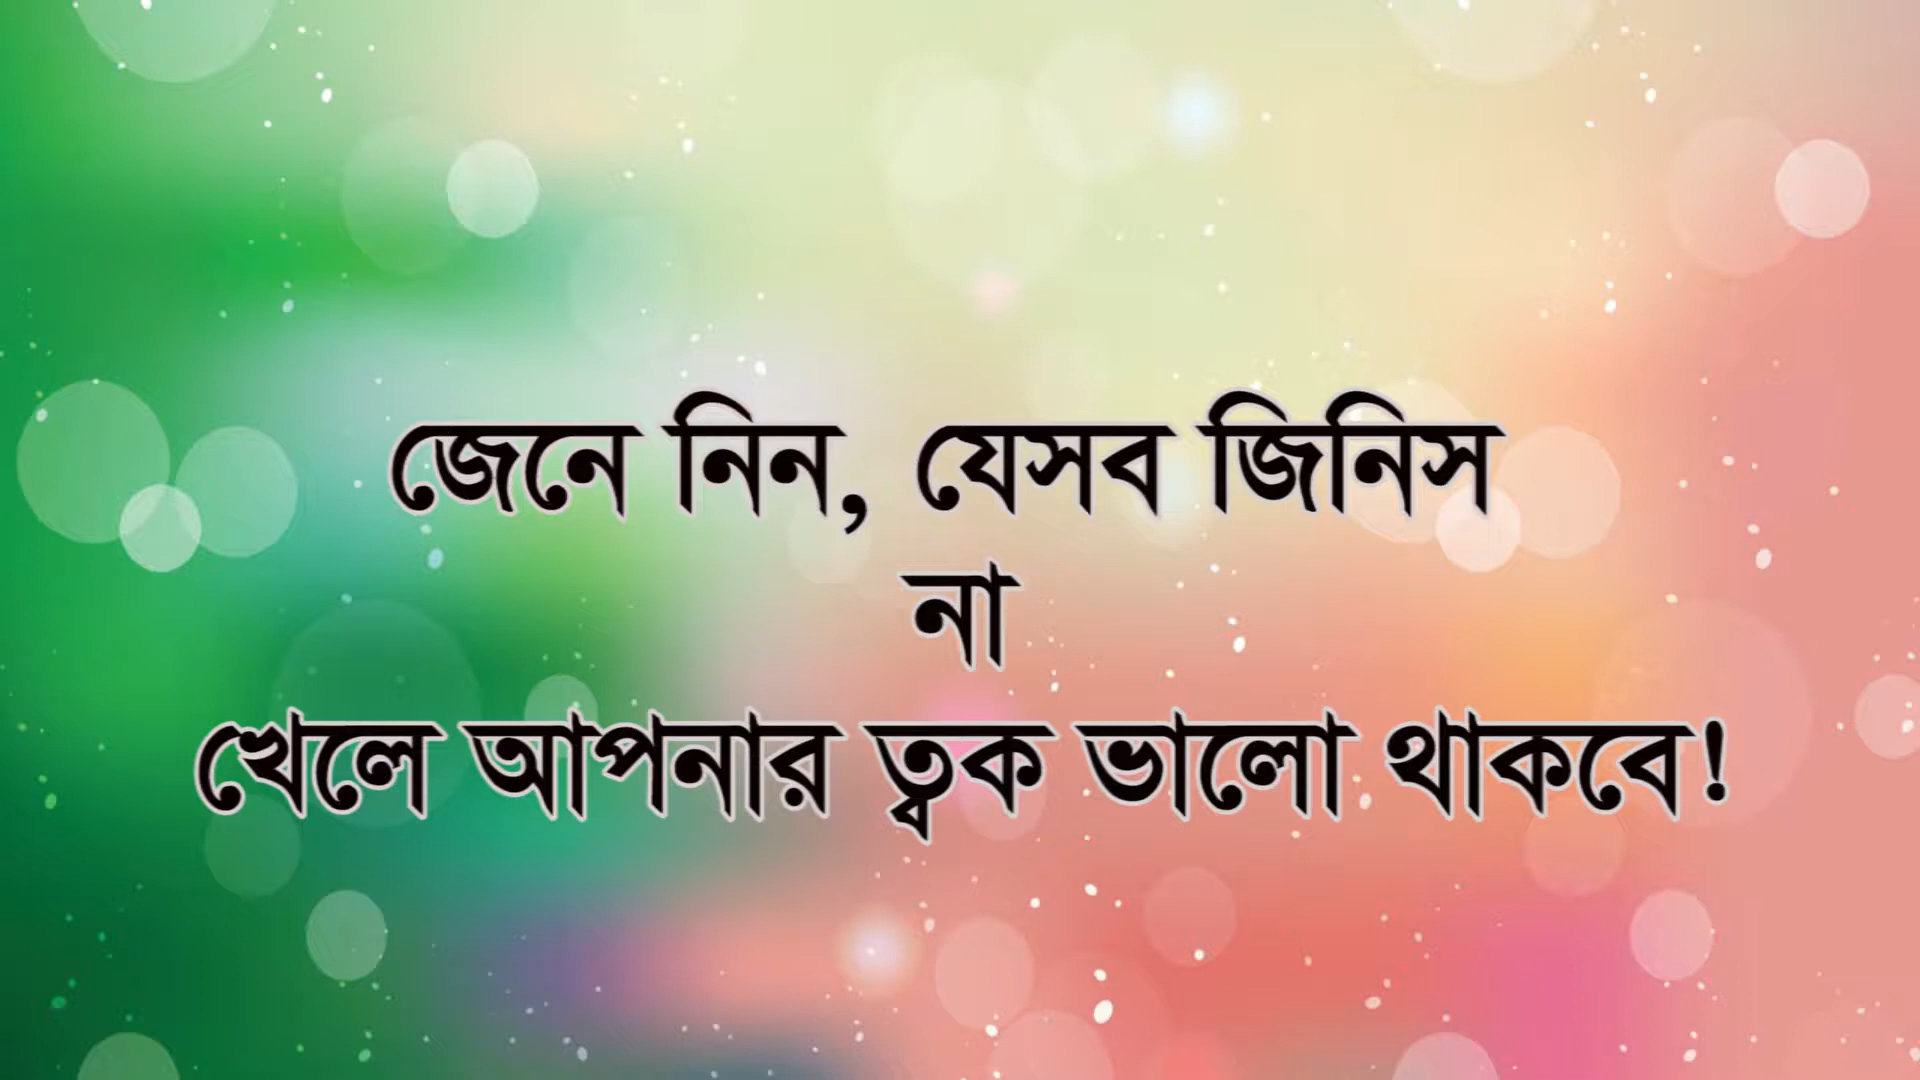 জেনে নিন, যেসব জিনিস
না
খেলে আপনার ত্বক ভালো থাকবে!